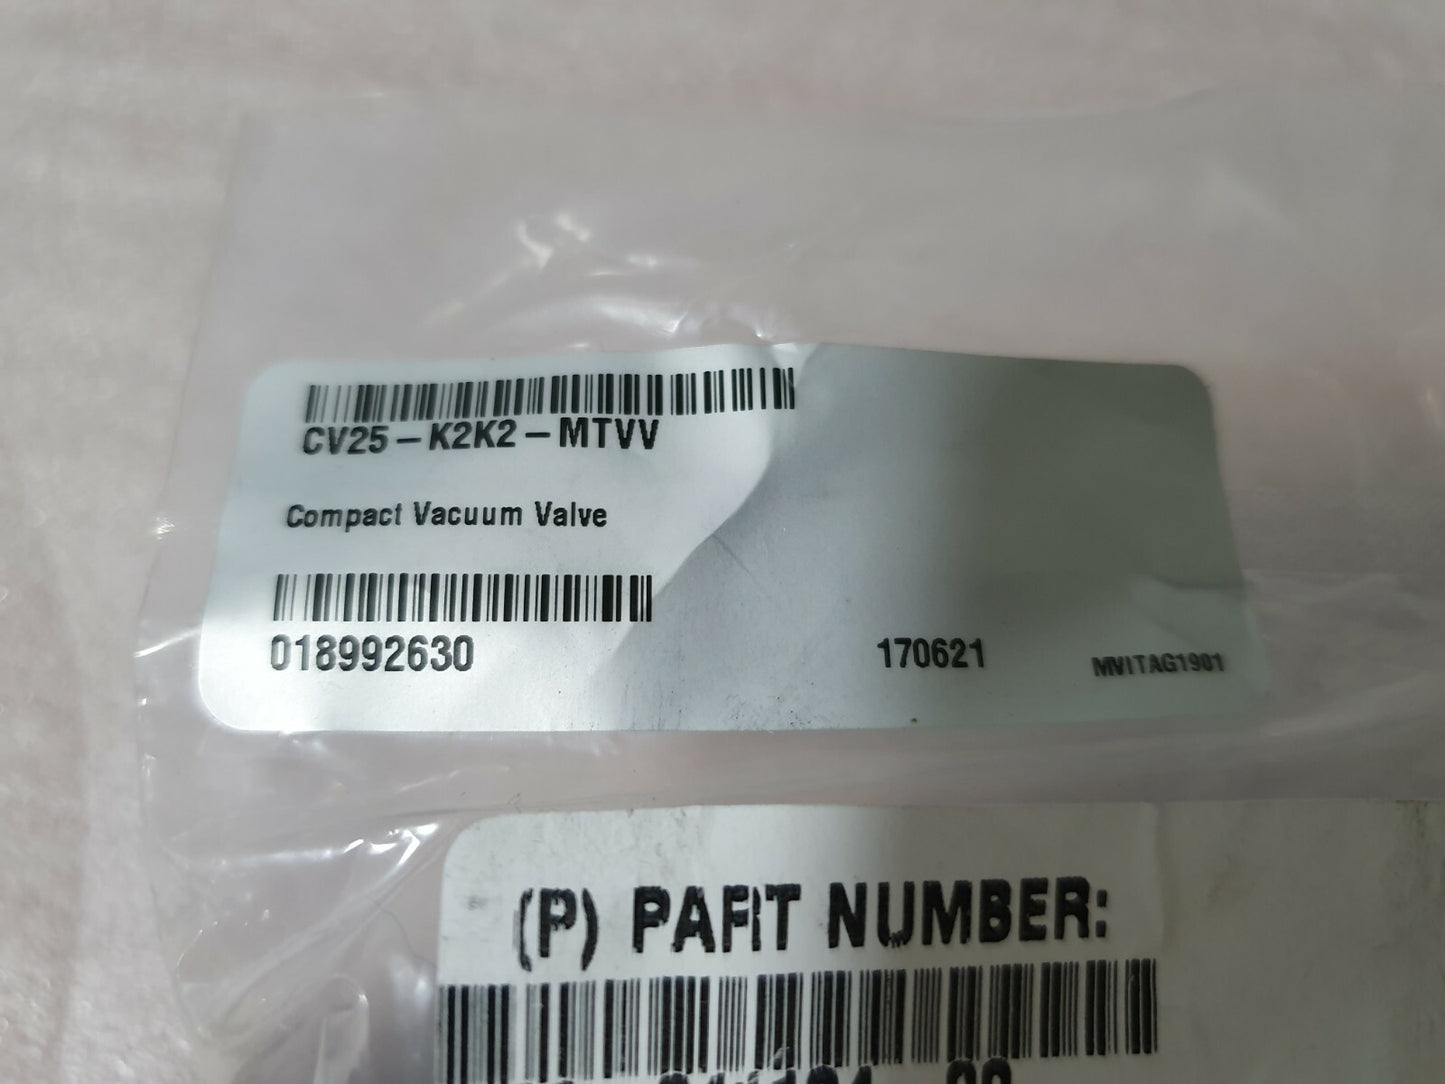 CV25-K2K2-MTVV
Compact Vacuum Valve
018992630
170621
MVITAG1901
(P) PART NUMBER: